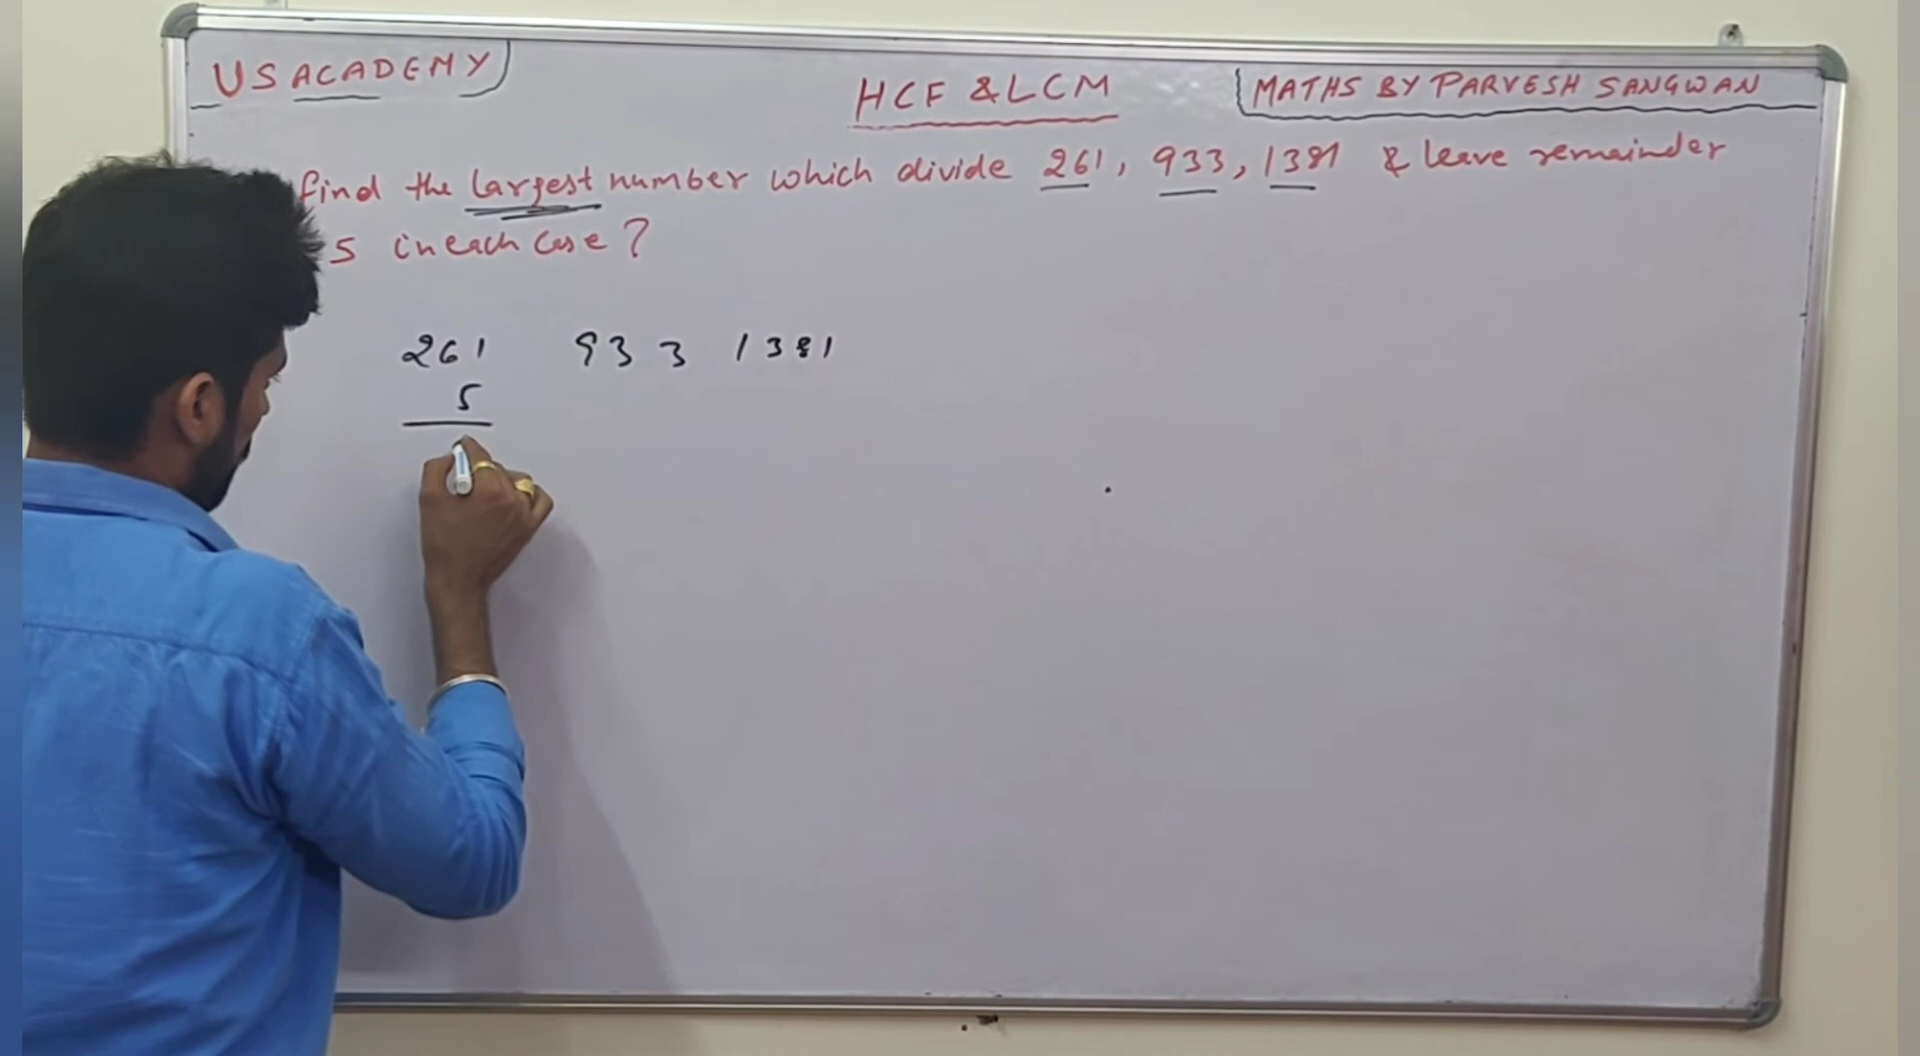 US ACADEMY
HCF & LCM
MATHS BY PARVESH SANGWAN
find the largest number which divide 261, 933, 1381 & leave remainder
5 in each case?
261 933 1381
5